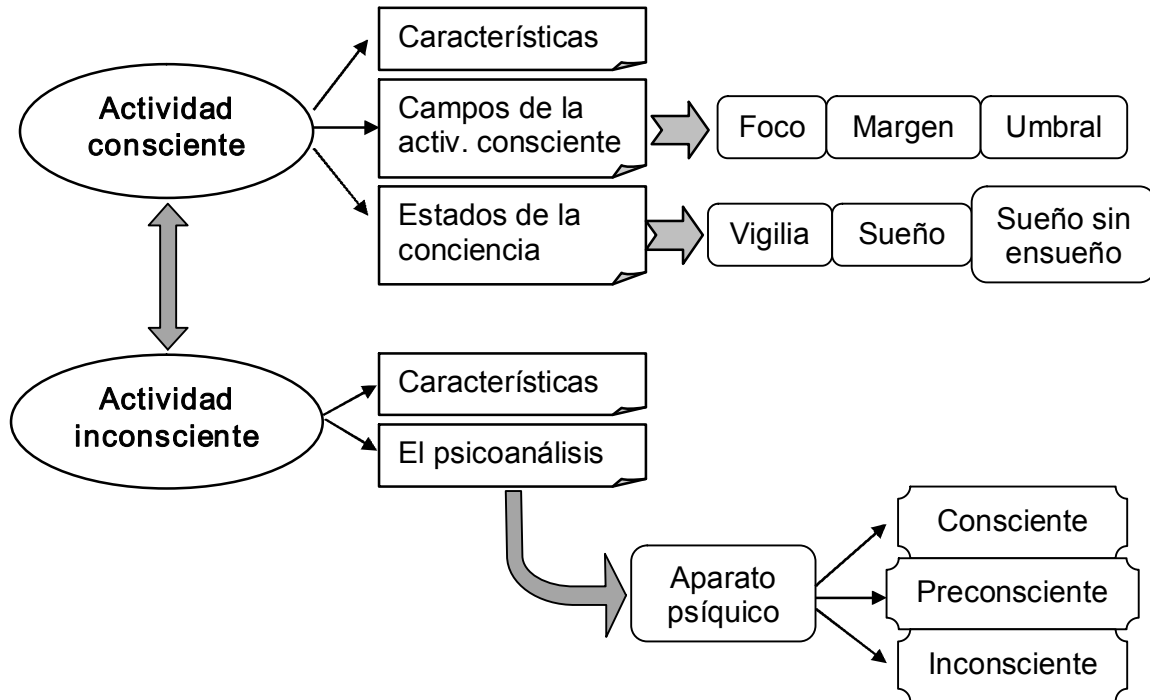 Características
Actividad
consciente
Campos de la
activ. consciente
Foco
Margen
Umbral
Estados de la
conciencia
Vigilia
Sueño
Sueño sin
ensueño
Actividad
inconsciente
Características
El psicoanálisis
Aparato
psíquico
Consciente
Preconsciente
Inconsciente